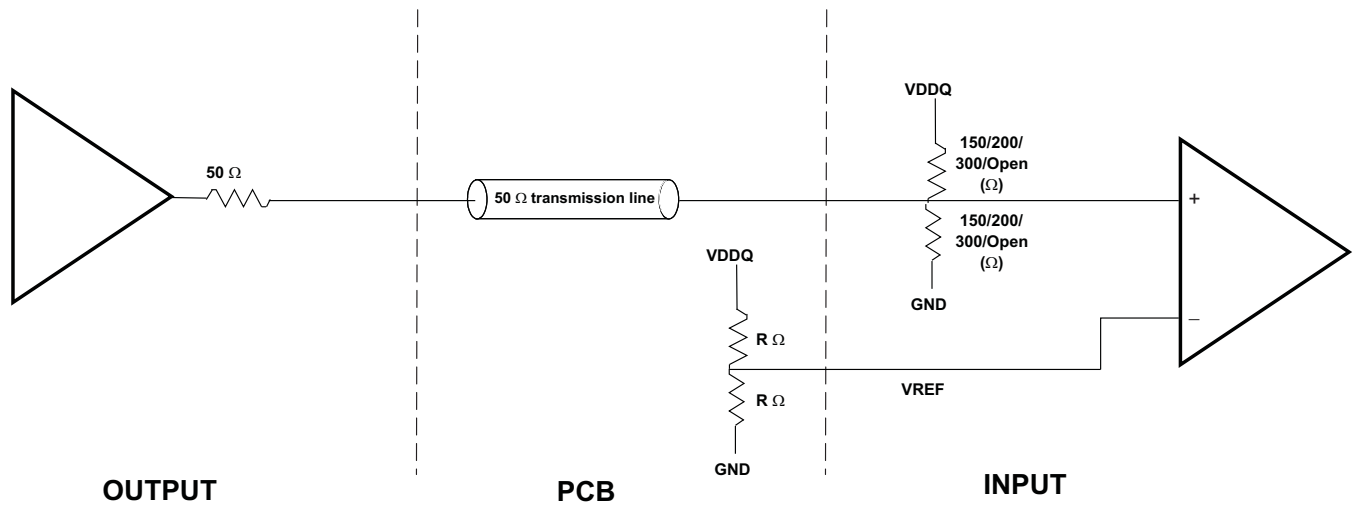 50 Ω
50 Ω transmission line
VDDQ
R Ω
R Ω
GND
VREF
VDDQ
150/200/
300/Open
(Ω)
150/200/
300/Open
(Ω)
GND
+
–
OUTPUT
PCB
INPUT